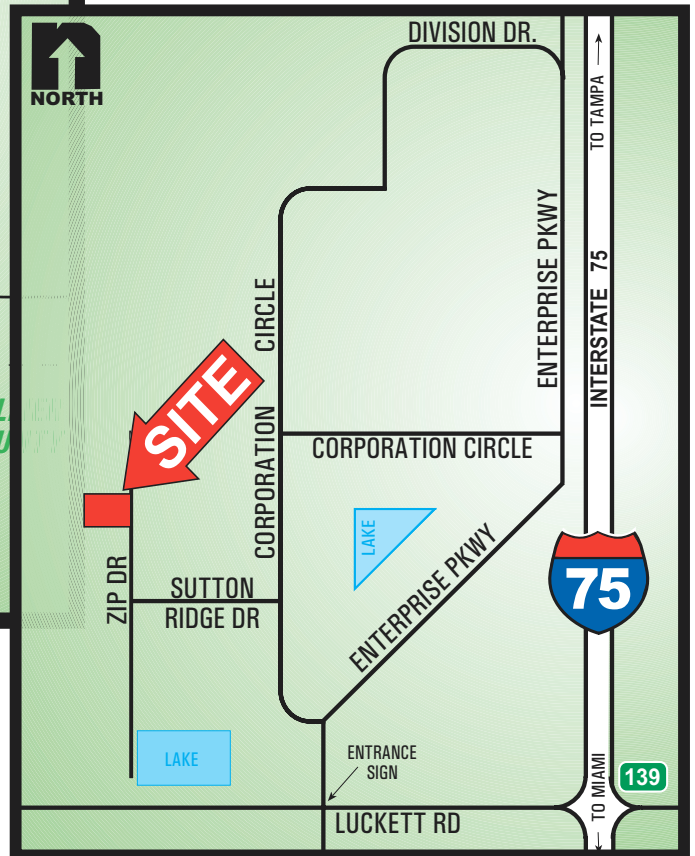 n
NORTH
DIVISION DR.
TO TAMPA
ENTERPRISE PKWY
INTERSTATE 75
CORPORATION CIRCLE
SITE
CORPORATION CIRCLE
LAKE
ENTERPRISE PKWY
75
ZIP DR
SUTTON
RIDGE DR
LAKE
ENTRANCE
SIGN
TO MIAMI
139
LUCKETT RD